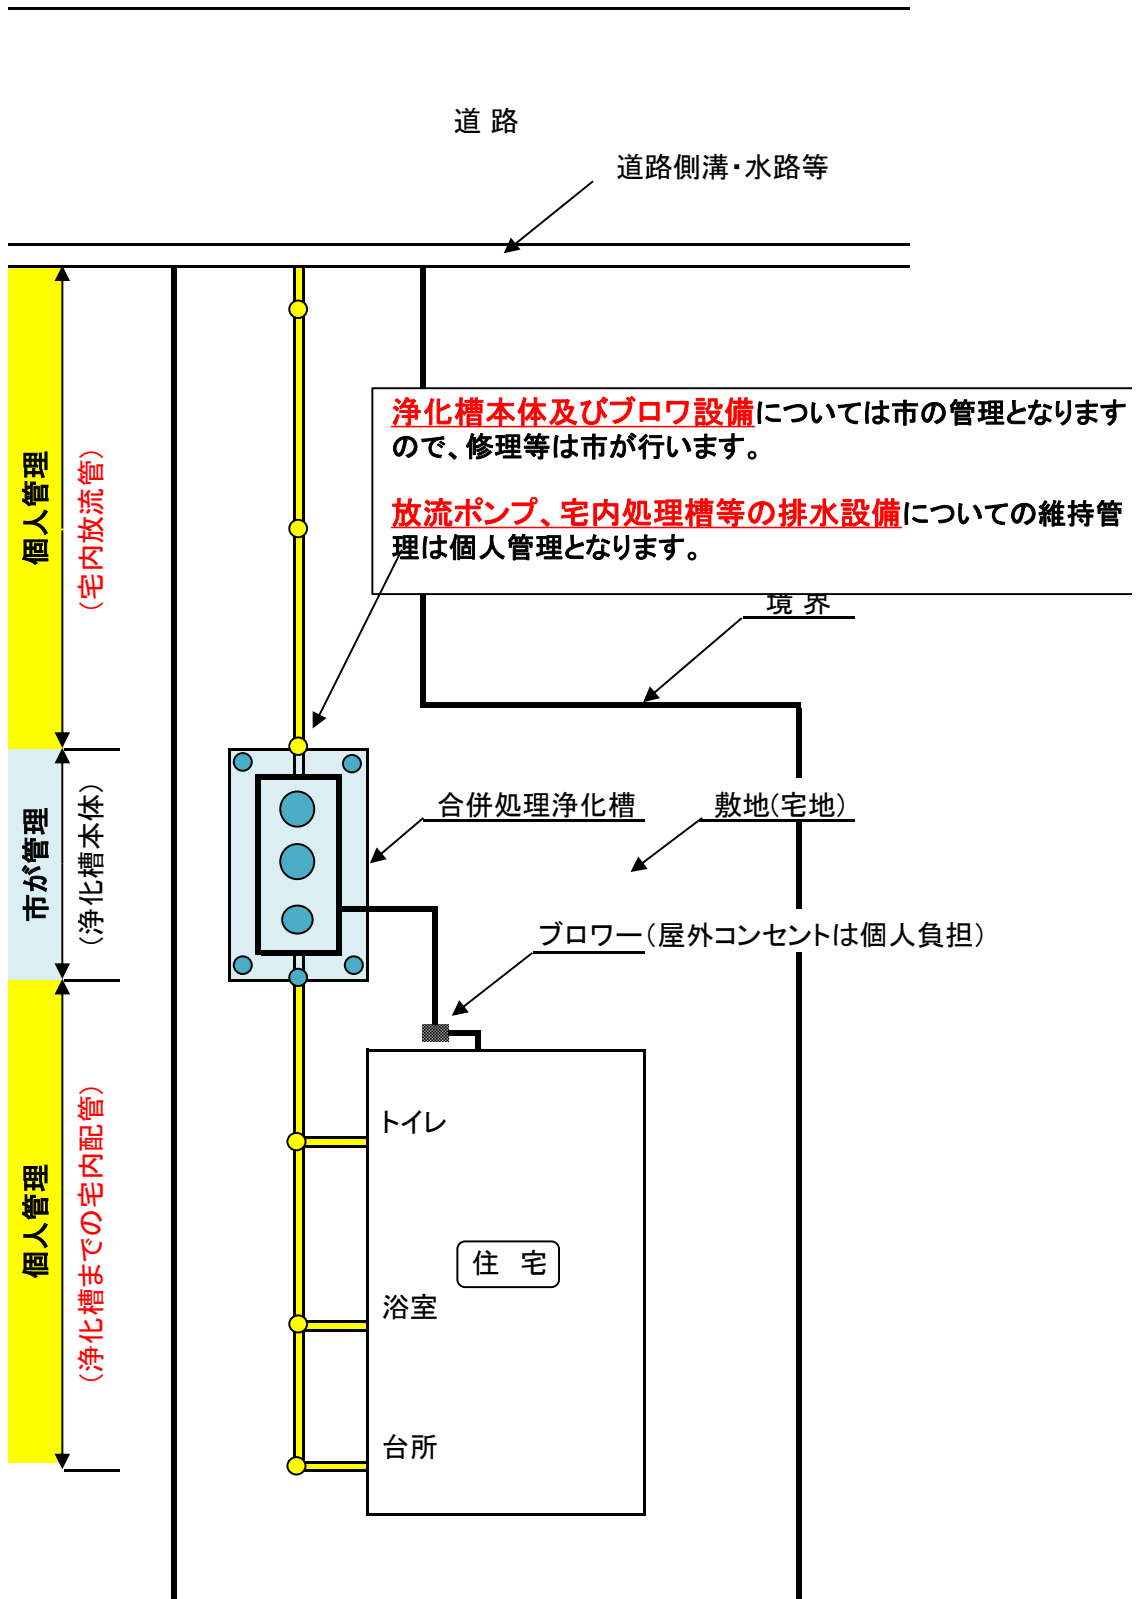 道 路
道路側溝・水路等
浄化槽本体及びブロワ設備については市の管理となります
ので、修理等は市が行います。
放流ポンプ、宅内処理槽等の排水設備についての維持管
理は個人管理となります。
個人管理
（宅内放流管）
境 界
市が管理
（浄化槽本体）
合併処理浄化槽
敷地(宅地)
ブロワー（屋外コンセントは個人負担）
個人管理
（浄化槽までの宅内配管）
トイレ
住 宅
浴室
台所